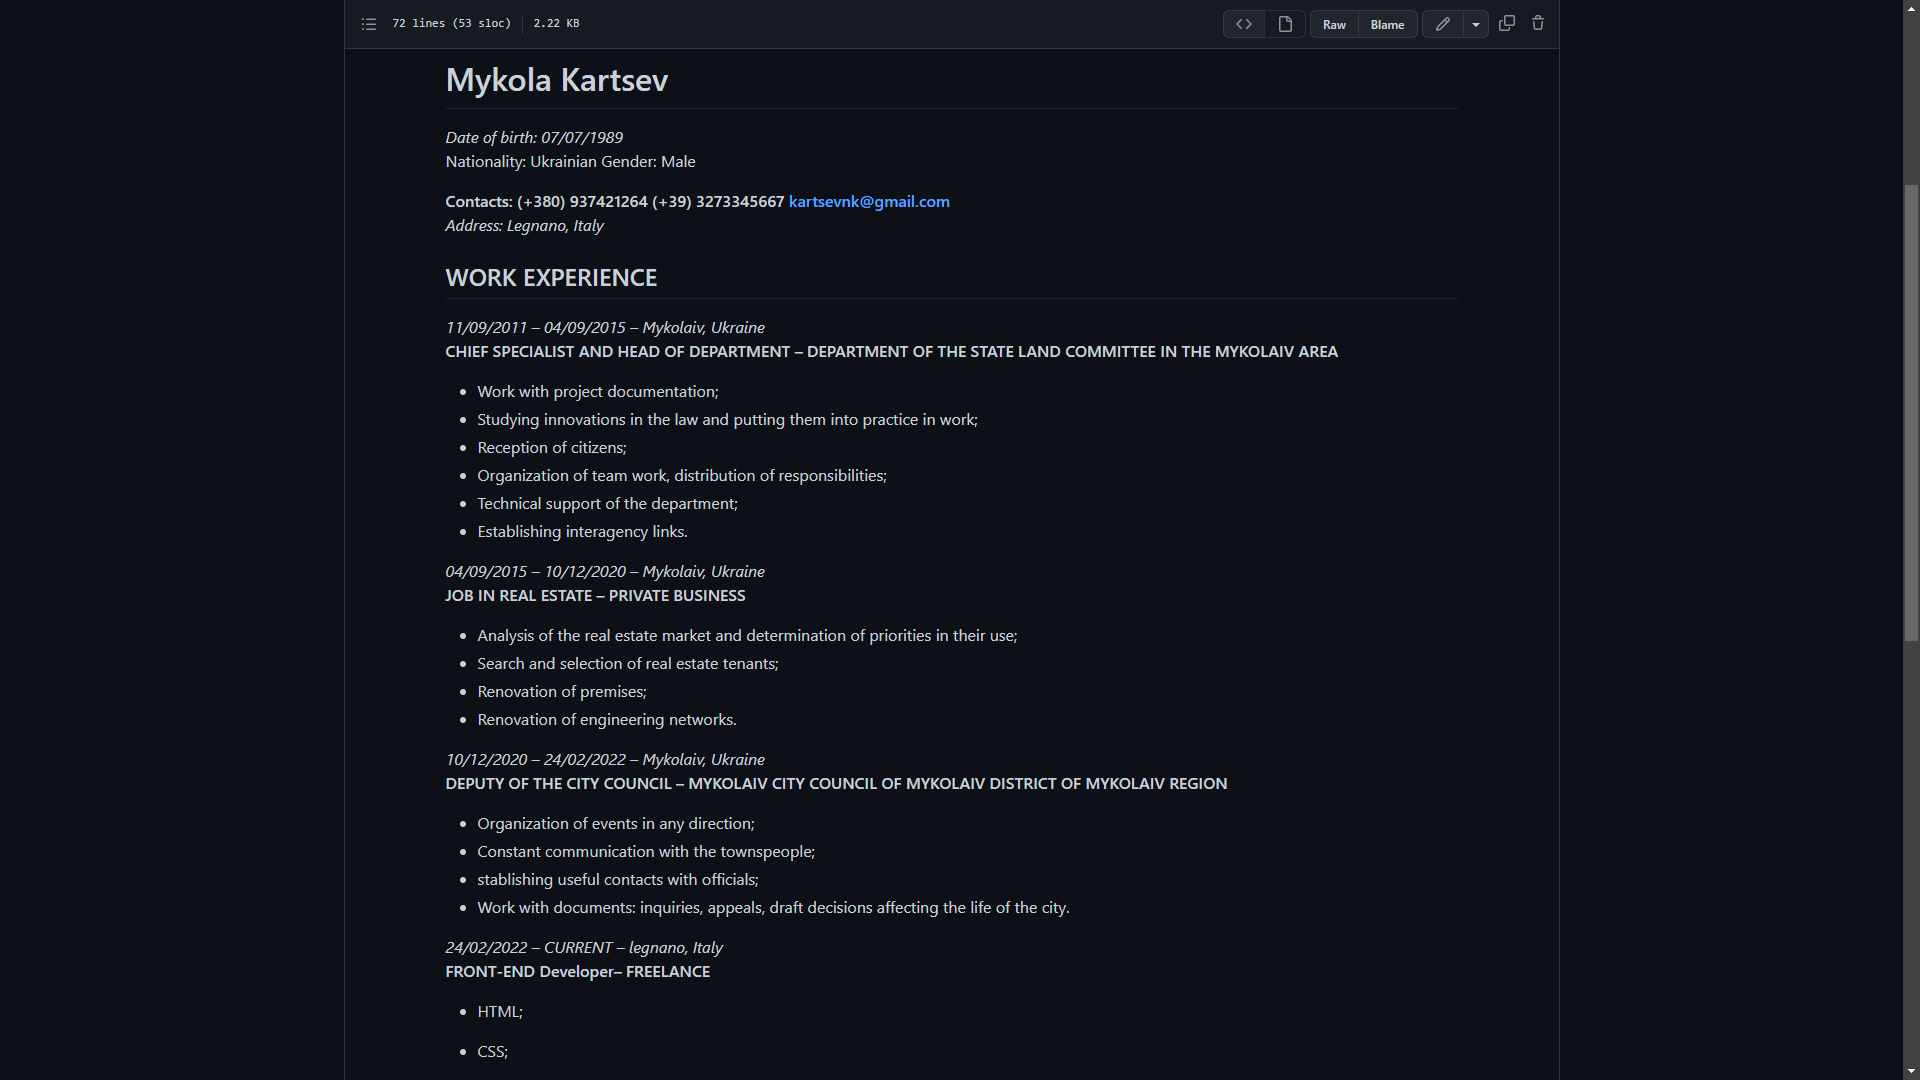 72 lines (53 sloc) 2.22 KB
Raw Blame
Mykola Kartsev
Date of birth: 07/07/1989
Nationality: Ukrainian Gender: Male
Contacts: (+380) 937421264 (+39) 3273345667 kartsevnk@gmail.com
Address: Legnano, Italy
WORK EXPERIENCE
11/09/2011 – 04/09/2015 – Mykolaiv, Ukraine
CHIEF SPECIALIST AND HEAD OF DEPARTMENT – DEPARTMENT OF THE STATE LAND COMMITTEE IN THE MYKOLAIV AREA
• Work with project documentation;
• Studying innovations in the law and putting them into practice in work;
• Reception of citizens;
• Organization of team work, distribution of responsibilities;
• Technical support of the department;
• Establishing interagency links.
04/09/2015 – 10/12/2020 – Mykolaiv, Ukraine
JOB IN REAL ESTATE – PRIVATE BUSINESS
• Analysis of the real estate market and determination of priorities in their use;
• Search and selection of real estate tenants;
• Renovation of premises;
• Renovation of engineering networks.
10/12/2020 – 24/02/2022 – Mykolaiv, Ukraine
DEPUTY OF THE CITY COUNCIL – MYKOLAIV CITY COUNCIL OF MYKOLAIV DISTRICT OF MYKOLAIV REGION
• Organization of events in any direction;
• Constant communication with the townspeople;
• stablishing useful contacts with officials;
• Work with documents: inquiries, appeals, draft decisions affecting the life of the city.
24/02/2022 – CURRENT – legnano, Italy
FRONT-END Developer– FREELANCE
• HTML;
• CSS;